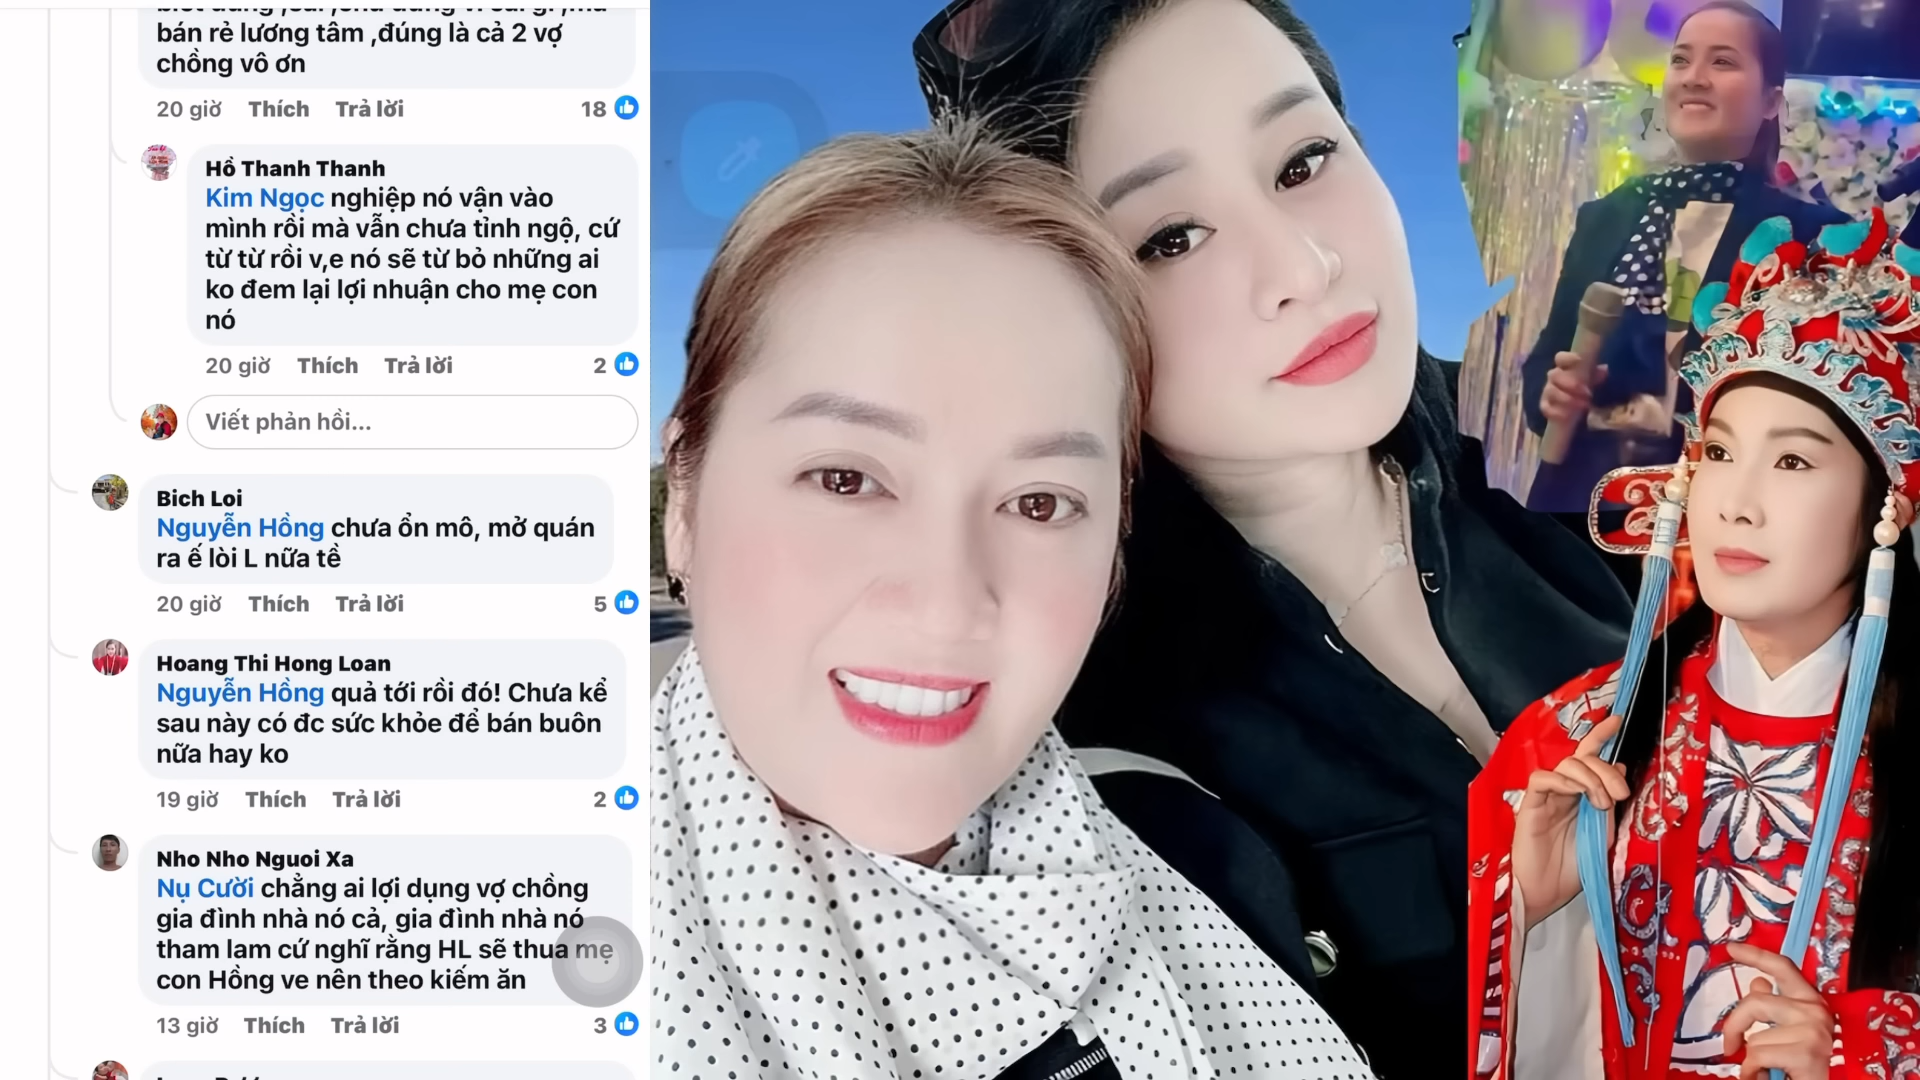 bán rẻ lương tâm ,đúng là cả 2 vợ
chồng vô ơn
20 giờ Thích Trả lời 18
Hồ Thanh Thanh
Kim Ngọc nghiệp nó vận vào
mình rồi mà vẫn chưa tỉnh ngộ, cứ
từ từ rồi v,e nó sẽ từ bỏ những ai
ko đem lại lợi nhuận cho mẹ con
nó
20 giờ Thích Trả lời 2
Viết phản hồi...
Bich Loi
Nguyễn Hồng chưa ổn mô, mở quán
ra ế lòi L nữa tề
20 giờ Thích Trả lời 5
Hoang Thi Hong Loan
Nguyễn Hồng quả tới rồi đó! Chưa kể
sau này có đc sức khỏe để bán buôn
nữa hay ko
19 giờ Thích Trả lời 2
Nho Nho Nguoi Xa
Nụ Cười chẳng ai lợi dụng vợ chồng
gia đình nhà nó cả, gia đình nhà nó
tham lam cứ nghĩ rằng HL sẽ thua mẹ
con Hồng ve nên theo kiếm ăn
13 giờ Thích Trả lời 3